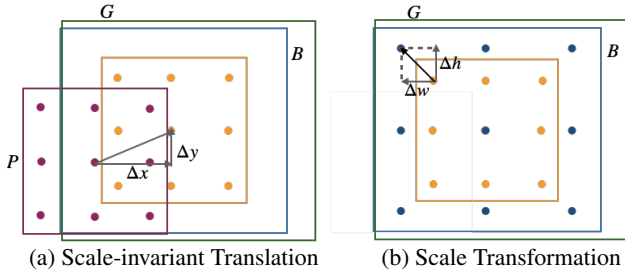 G
B
P
Δx
Δy
(a) Scale-invariant Translation
G
B
Δh
Δw
(b) Scale Transformation